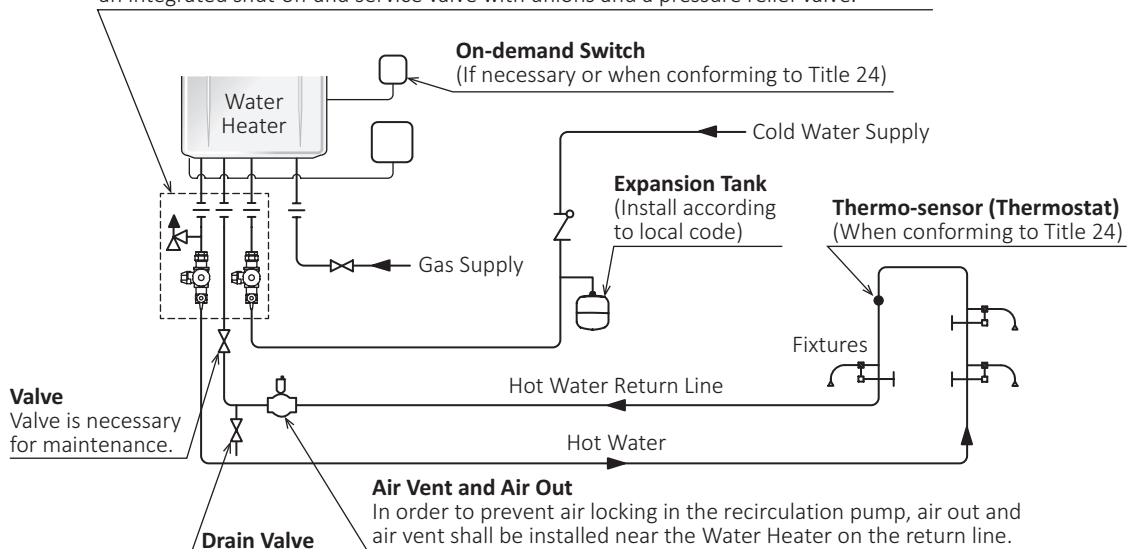 an integrated shut off and service valve with unions and a pressure relief valve.
On-demand Switch
(If necessary or when conforming to Title 24)
Water
Heater
Cold Water Supply
Expansion Tank
(Install according
to local code)
Thermo-sensor (Thermostat)
(When conforming to Title 24)
Gas Supply
Fixtures
Hot Water Return Line
Valve
Valve is necessary
for maintenance.
Hot Water
Air Vent and Air Out
In order to prevent air locking in the recirculation pump, air out and
air vent shall be installed near the Water Heater on the return line.
Drain Valve